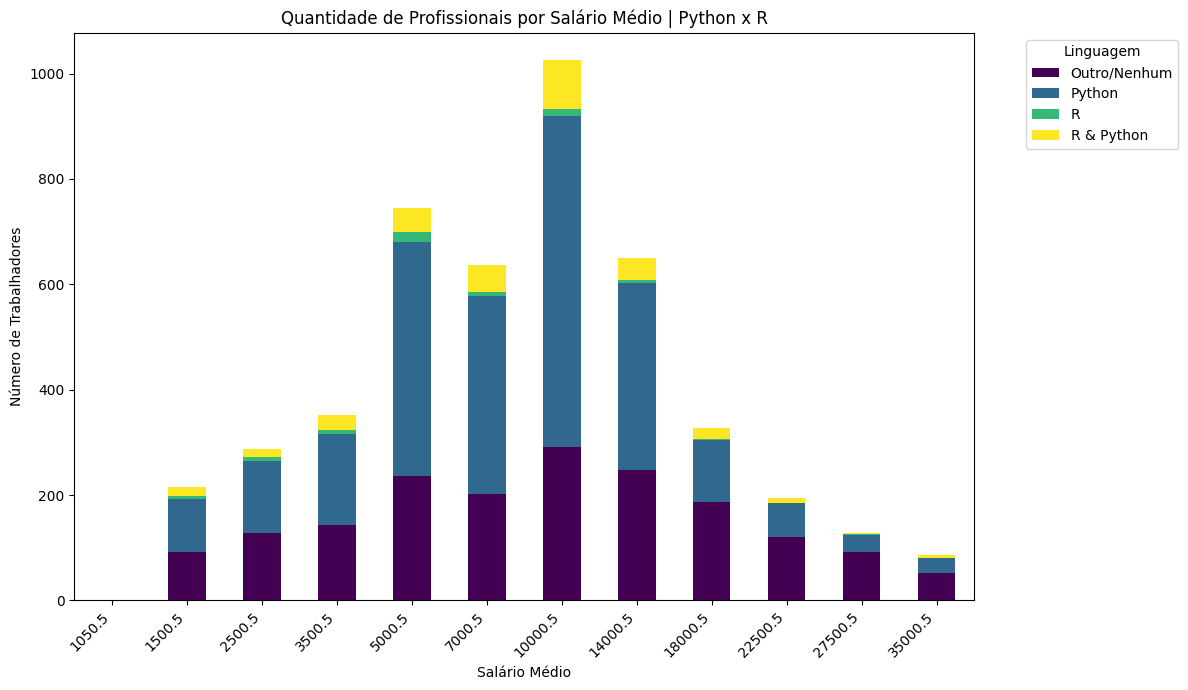 Quantidade de Profissionais por Salário Médio | Python x R
Linguagem
Outro/Nenhum
Python
R
R & Python
Número de Trabalhadores
1000
800
600
400
200
0
1050.5
1500.5
2500.5
3500.5
5000.5
7000.5
10000.5
14000.5
18000.5
22500.5
27500.5
35000.5
Salário Médio